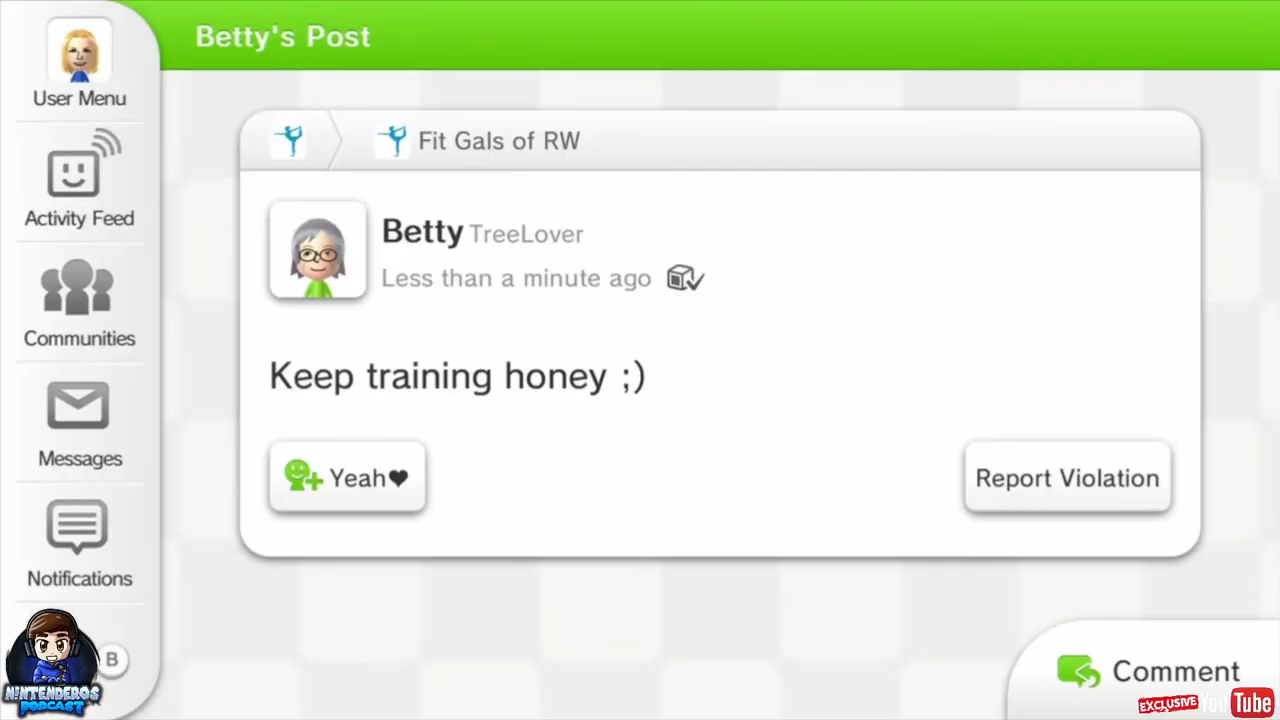 Betty's Post
User Menu
Activity Feed
Communities
Messages
Notifications
B
Fit Gals of RW
Betty TreeLover
Less than a minute ago
Keep training honey ;)
Yeah♥
Report Violation
Comment
NINTENDEROS
PODCAST
EXCLUSIVE
YouTube